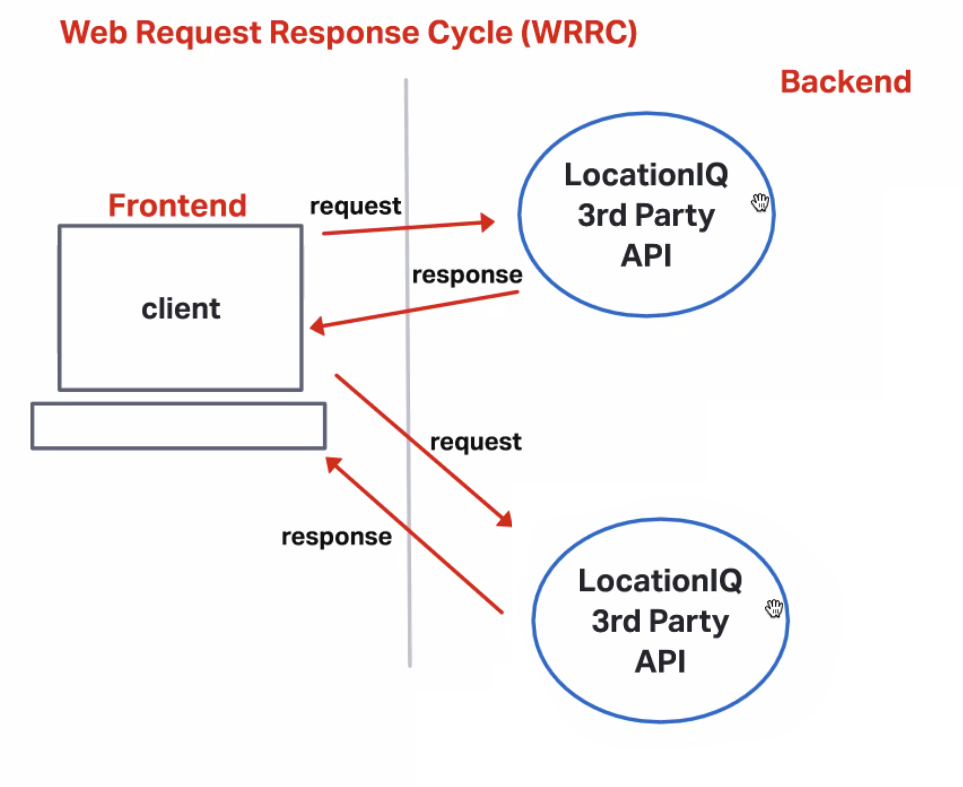 Web Request Response Cycle (WRRC)
Backend
LocationIQ
3rd Party
API
Frontend
request
response
client
request
response
LocationIQ
3rd Party
API